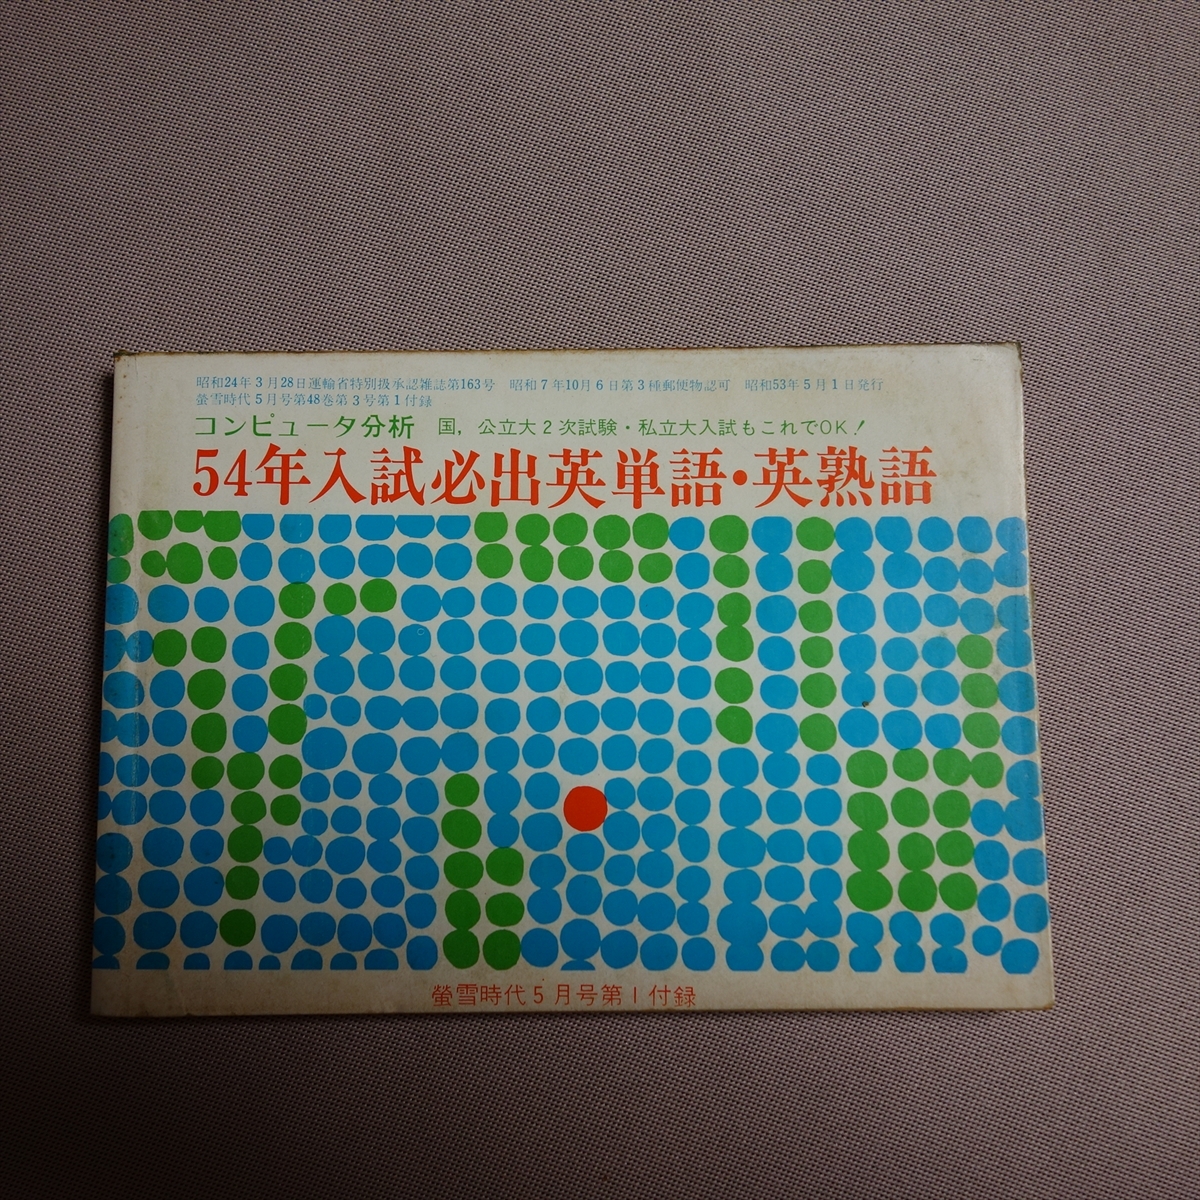 昭和24年3月28日運輸省特別扱承認雑誌第163号 昭和7年10月6日第3種郵便物認可 昭和53年5月1日発行
螢雪時代5月号第48巻第3号第1付録
コンピュータ分析 国，公立大2次試験・私立大入試もこれでOK！
54年入試必出英単語・英熟語
螢雪時代5月号第1付録